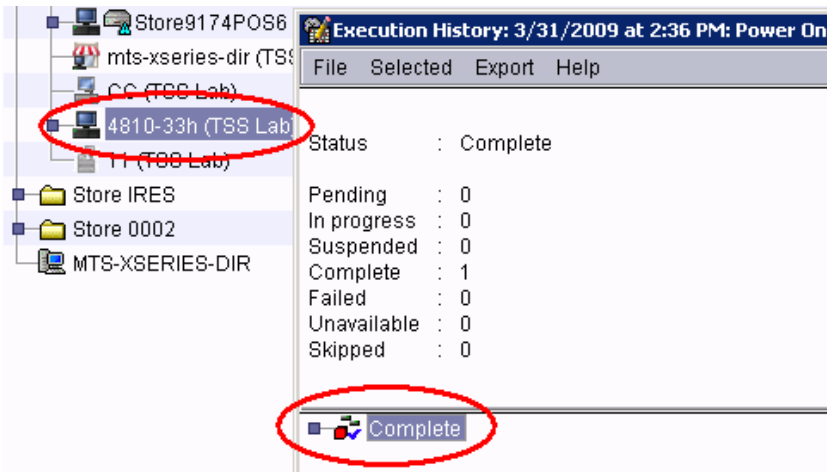 Store9174POS6
mts-xseries-dir (TSS
CC (TSS Lab)
4810-33h (TSS Lab
11 (TSS Lab)
Store IRES
Store 0002
MTS-XSERIES-DIR
Execution History: 3/31/2009 at 2:36 PM: Power On
File Selected Export Help
Status : Complete
Pending : 0
In progress : 0
Suspended : 0
Complete : 1
Failed : 0
Unavailable : 0
Skipped : 0
Complete